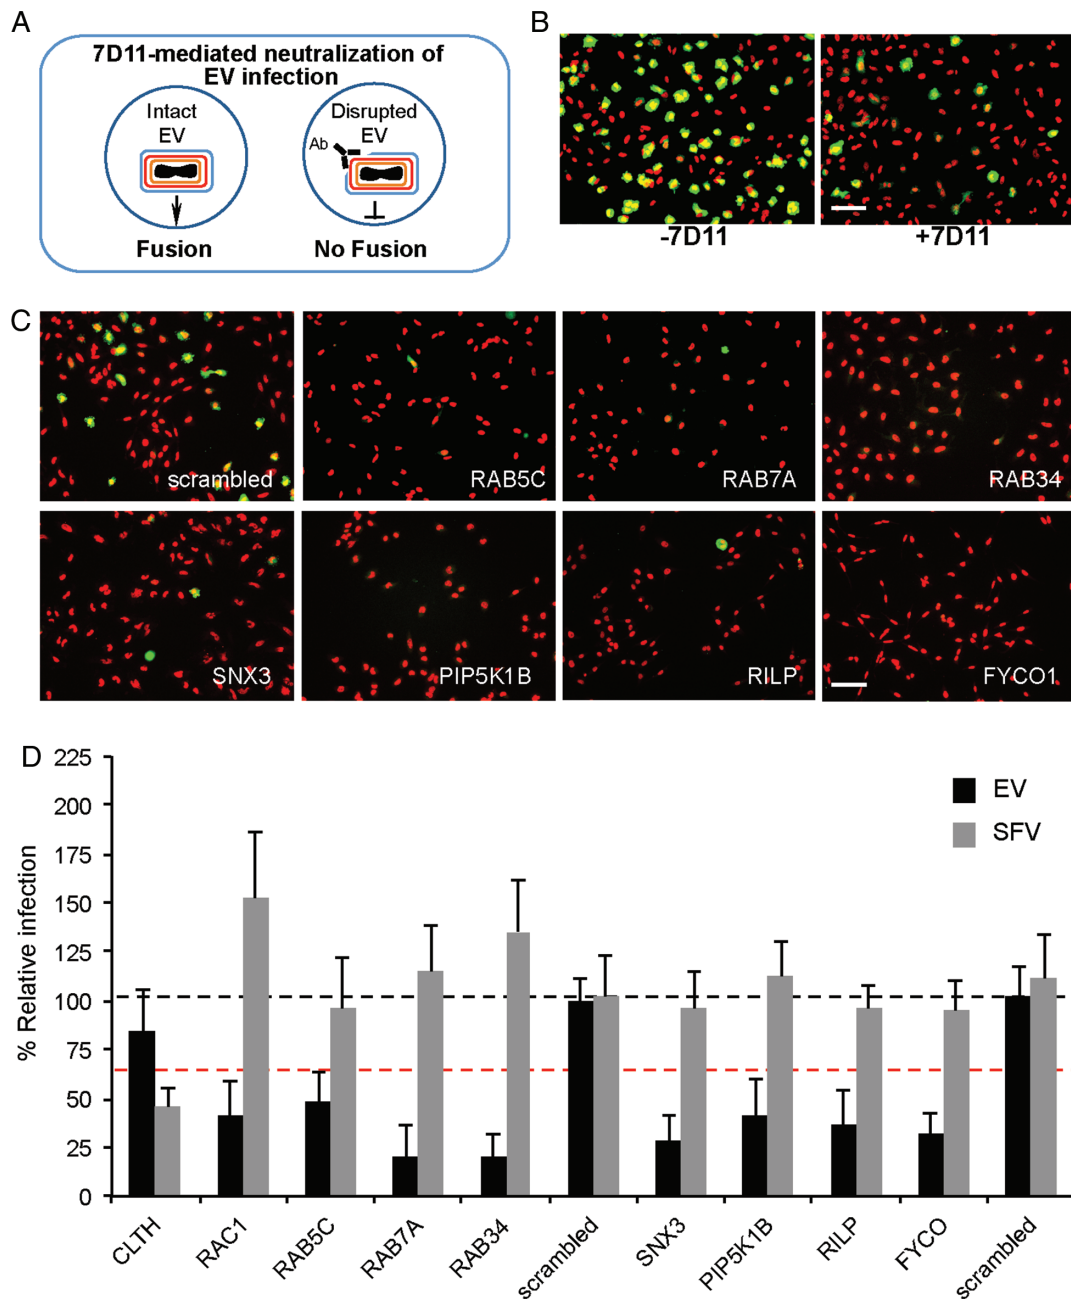 A
7D11-mediated neutralization of
EV infection
Intact
EV
Disrupted
EV
Ab
Fusion
No Fusion
B
-7D11
+7D11
C
scrambled
RAB5C
RAB7A
RAB34
SNX3
PIP5K1B
RILP
FYCO1
D
% Relative infection
225
200
175
150
125
100
75
50
25
0
EV
SFV
CLTH
RAC1
RAB5C
RAB7A
RAB34
scrambled
SNX3
PIP5K1B
RILP
FYCO
scrambled